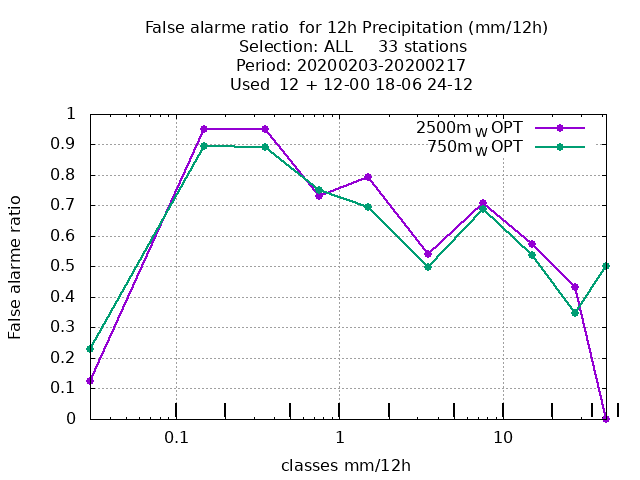 False alarme ratio  for 12h Precipitation (mm/12h)
Selection: ALL     33 stations
Period: 20200203-20200217
Used  12 + 12-00 18-06 24-12
2500m_W OPT
750m_W OPT
1
0.9
0.8
0.7
0.6
0.5
0.4
0.3
0.2
0.1
0
False alarme ratio
0.1 1 10
classes mm/12h